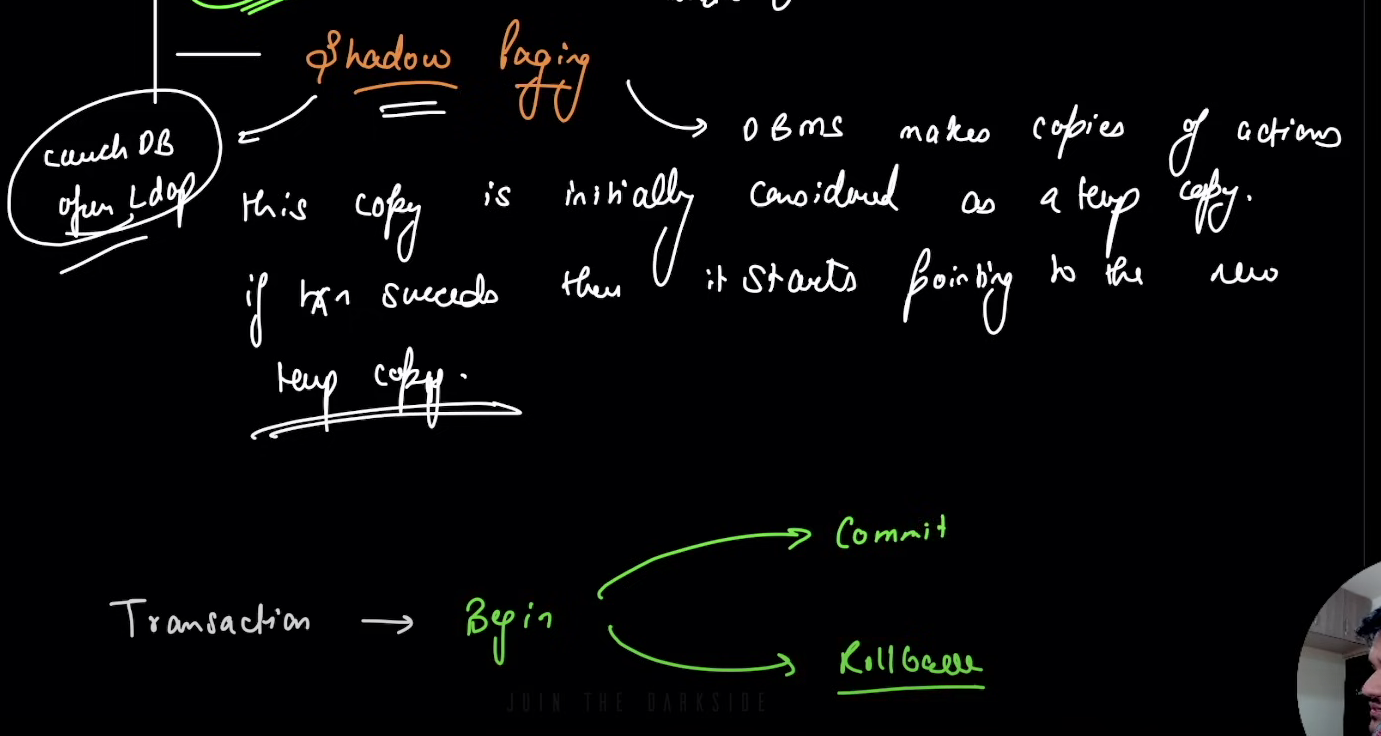 Shadow Paging
DBMS makes copies of actions
couch DB
open Ldap
this copy is initially considered as a temp copy.
if txn succeds then it starts pointing to the new
temp copy.
Commit
Transaction → Begin
Rollback
JOIN THE DARKSIDE